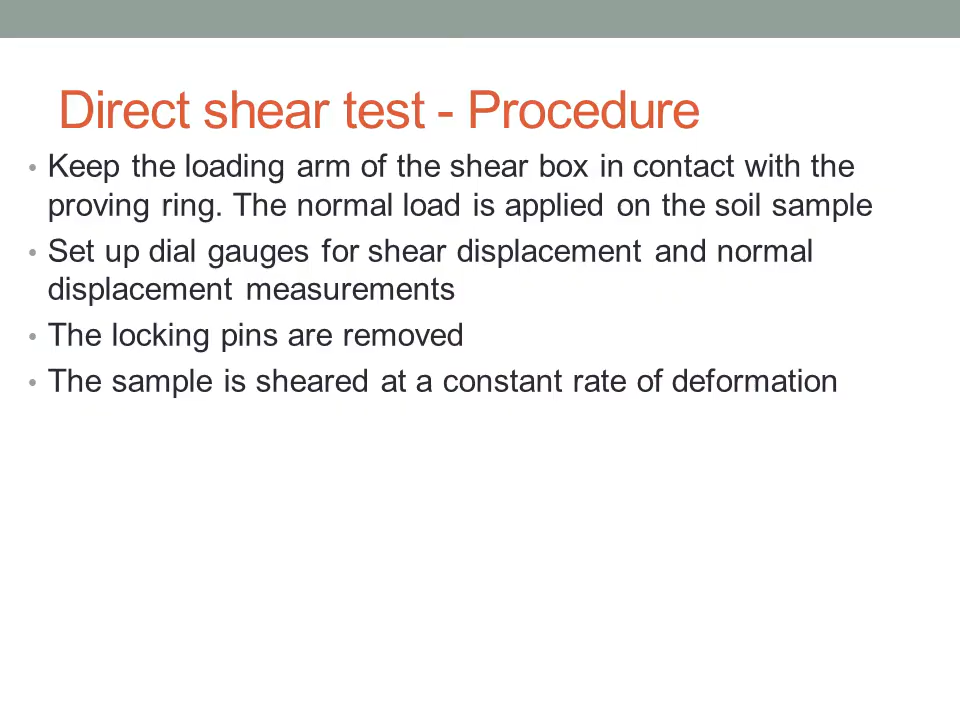 Direct shear test - Procedure
• Keep the loading arm of the shear box in contact with the
proving ring. The normal load is applied on the soil sample
• Set up dial gauges for shear displacement and normal
displacement measurements
• The locking pins are removed
• The sample is sheared at a constant rate of deformation